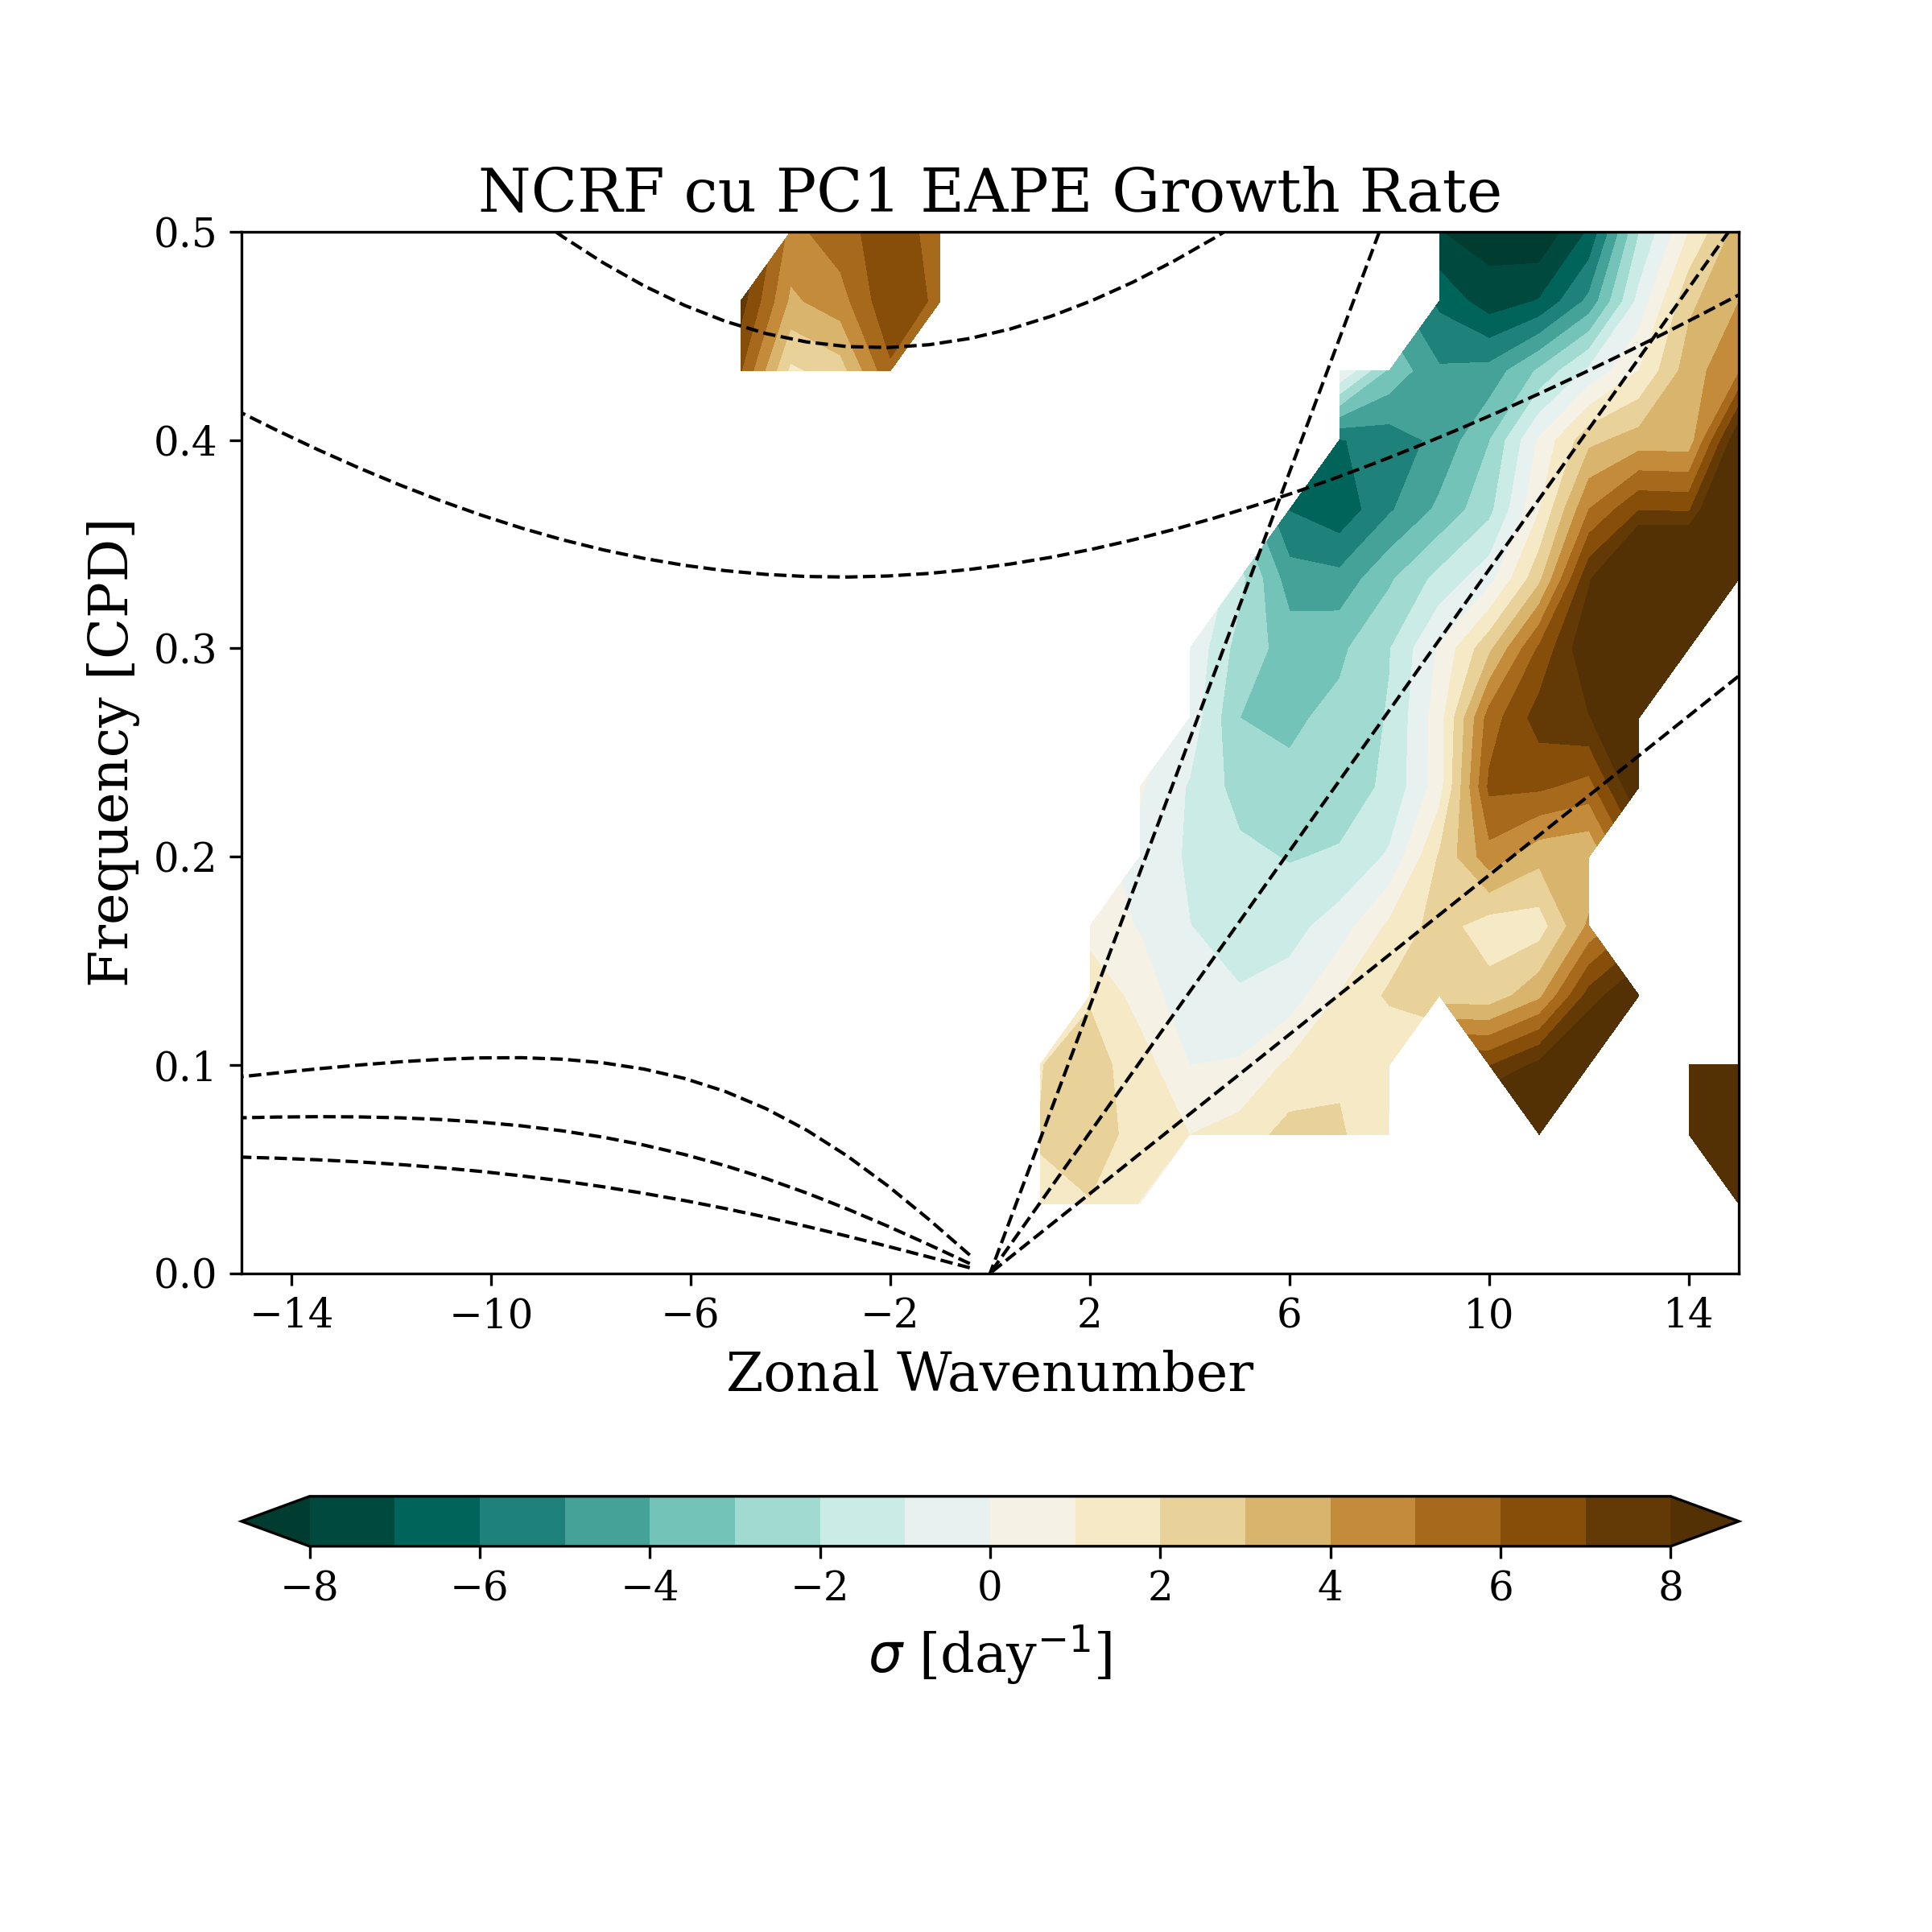 NCRF cu PC1 EAPE Growth Rate
0.5
0.4
0.3
0.2
0.1
0.0
Frequency [CPD]
−14 −10 −6 −2 2 6 10 14
Zonal Wavenumber
−8 −6 −4 −2 0 2 4 6 8
σ [day⁻¹]